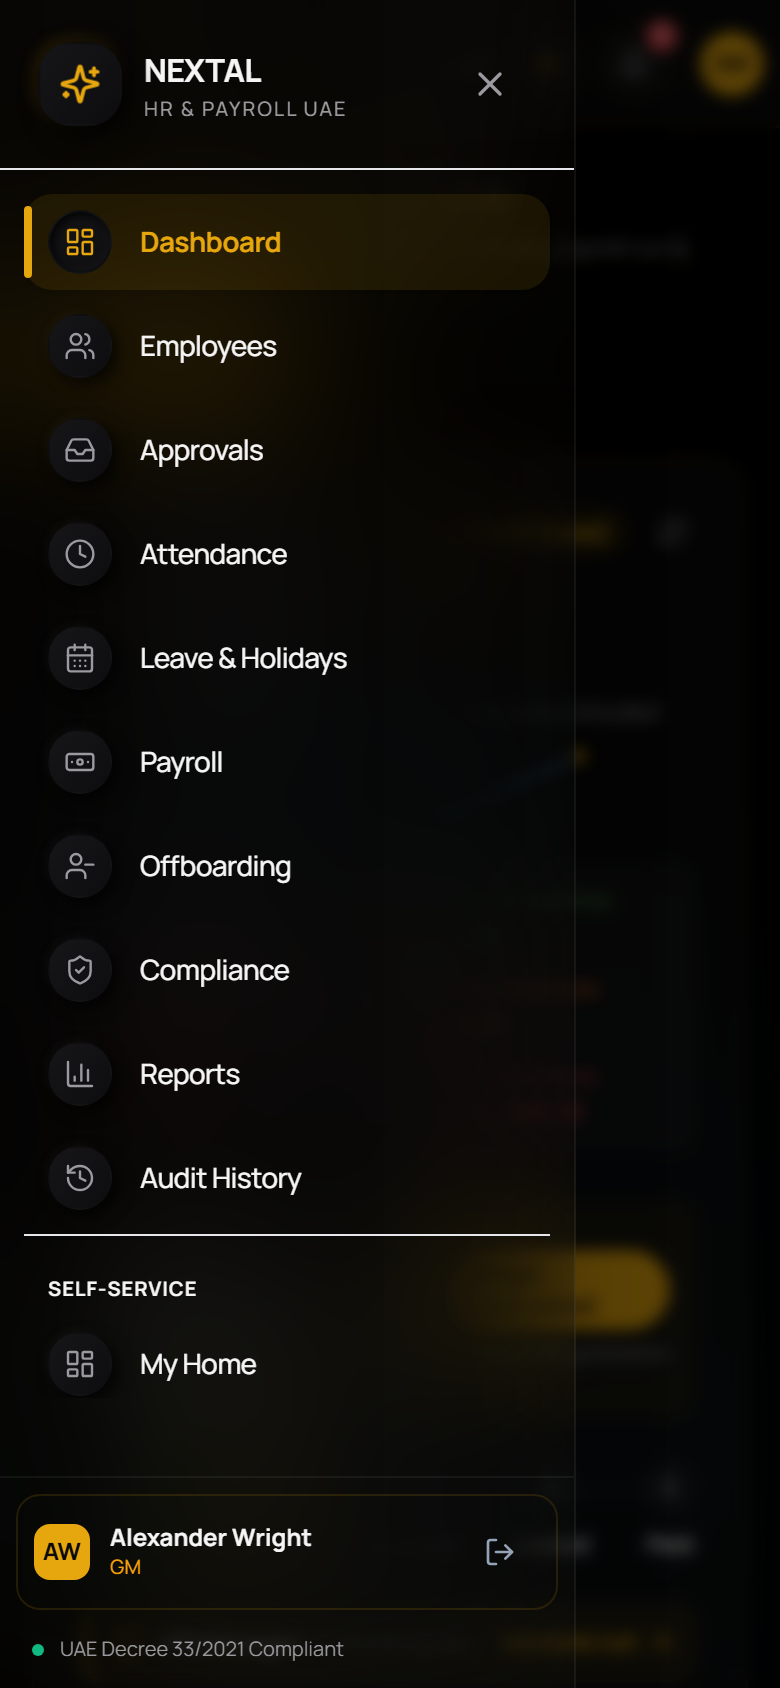 NEXTAL
HR & PAYROLL UAE
Dashboard
Employees
Approvals
Attendance
Leave & Holidays
Payroll
Offboarding
Compliance
Reports
Audit History
SELF-SERVICE
My Home
AW
Alexander Wright
GM
UAE Decree 33/2021 Compliant